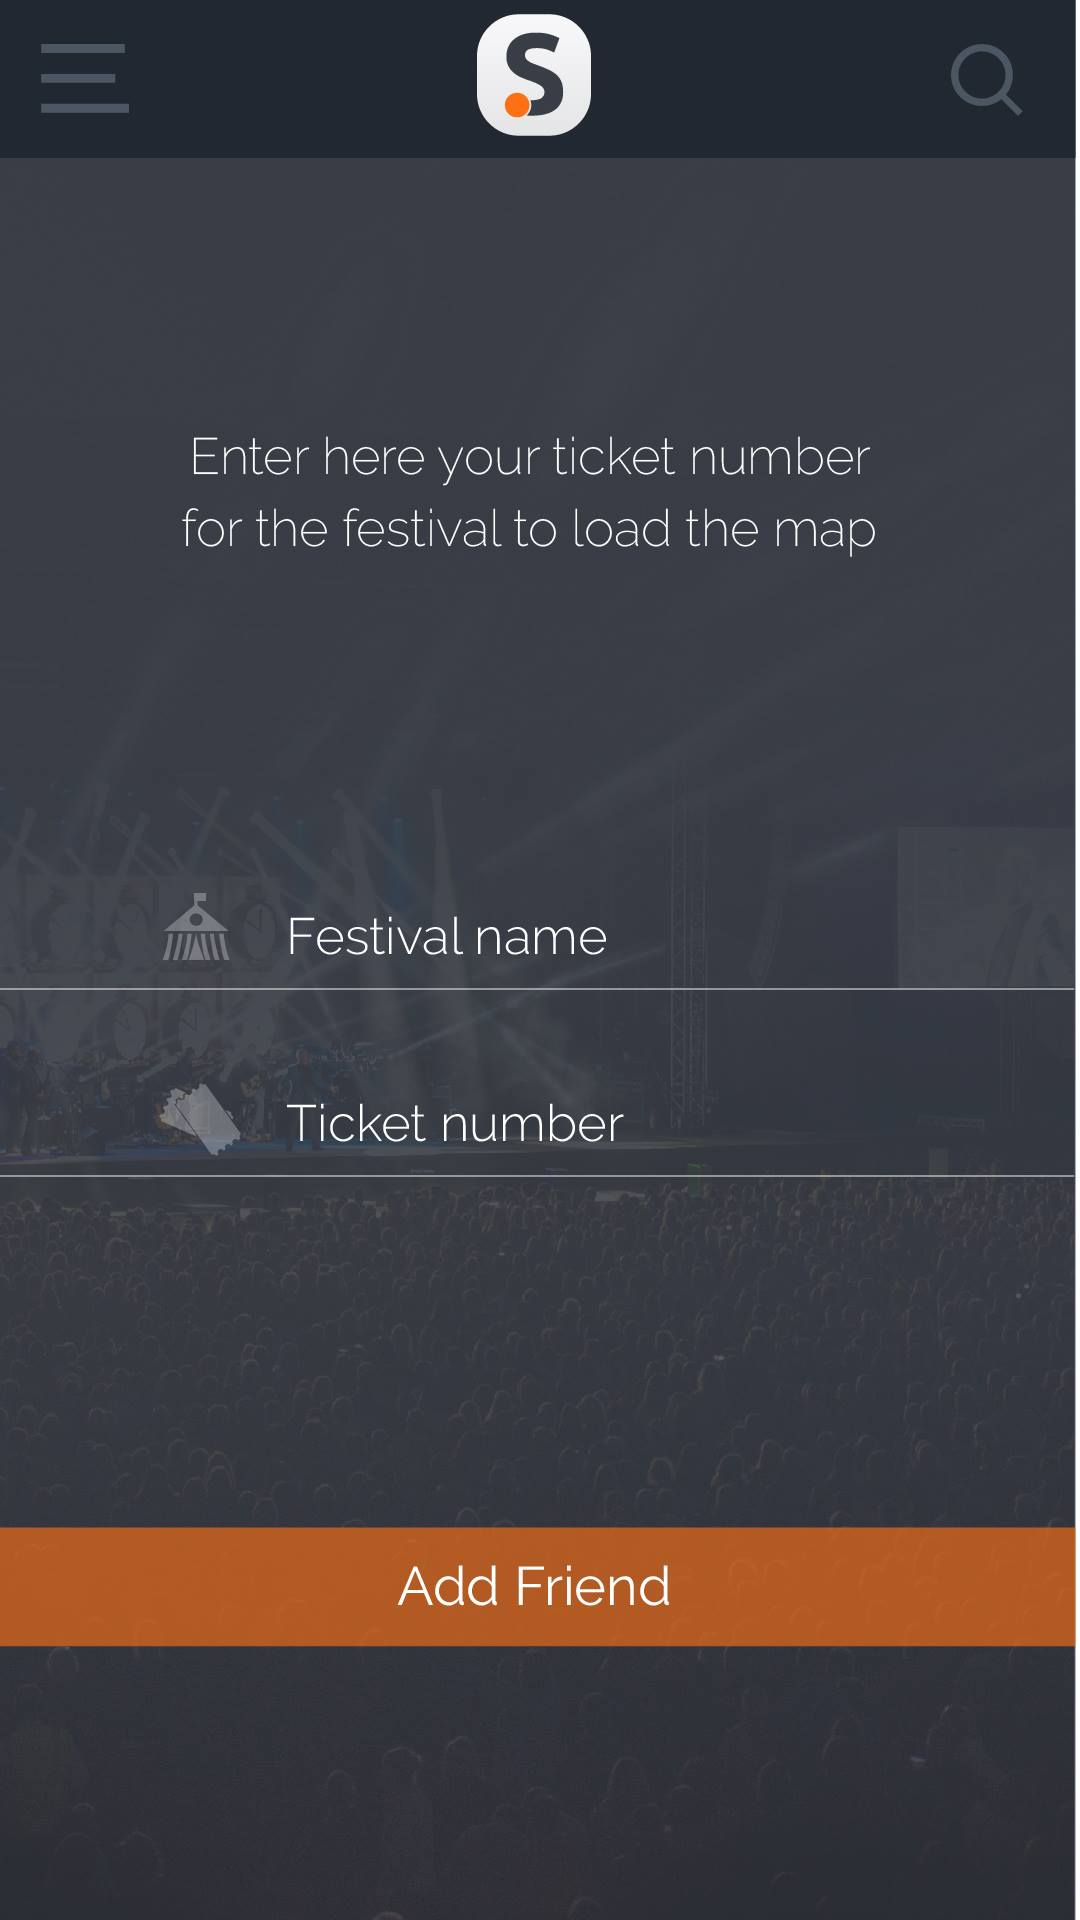 S
Enter here your ticket number
for the festival to load the map
Festival name
Ticket number
Add Friend